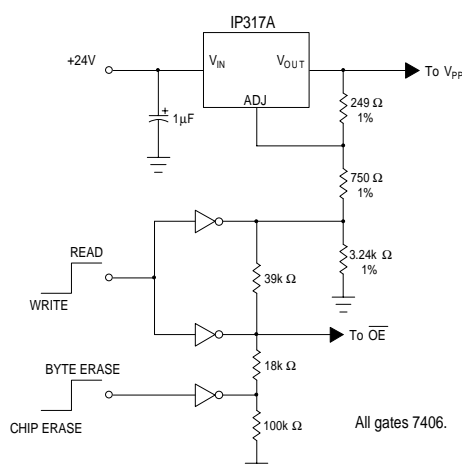 IP317A
+24V
VIN
VOUT
To VPP
ADJ
+
1µF
249 Ω
1%
750 Ω
1%
3.24k Ω
1%
READ
WRITE
39k Ω
To OE
BYTE ERASE
CHIP ERASE
18k Ω
100k Ω
All gates 7406.